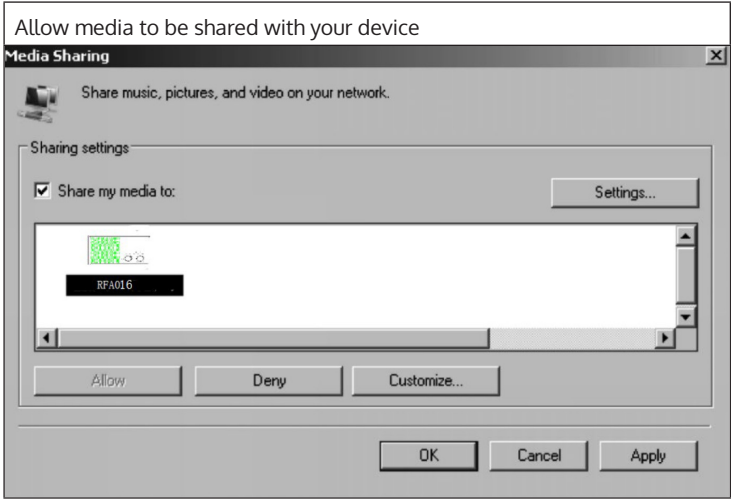 Allow media to be shared with your device
Media Sharing
Share music, pictures, and video on your network.
Sharing settings
Share my media to:
Settings...
RFA016
Allow
Deny
Customize...
OK
Cancel
Apply